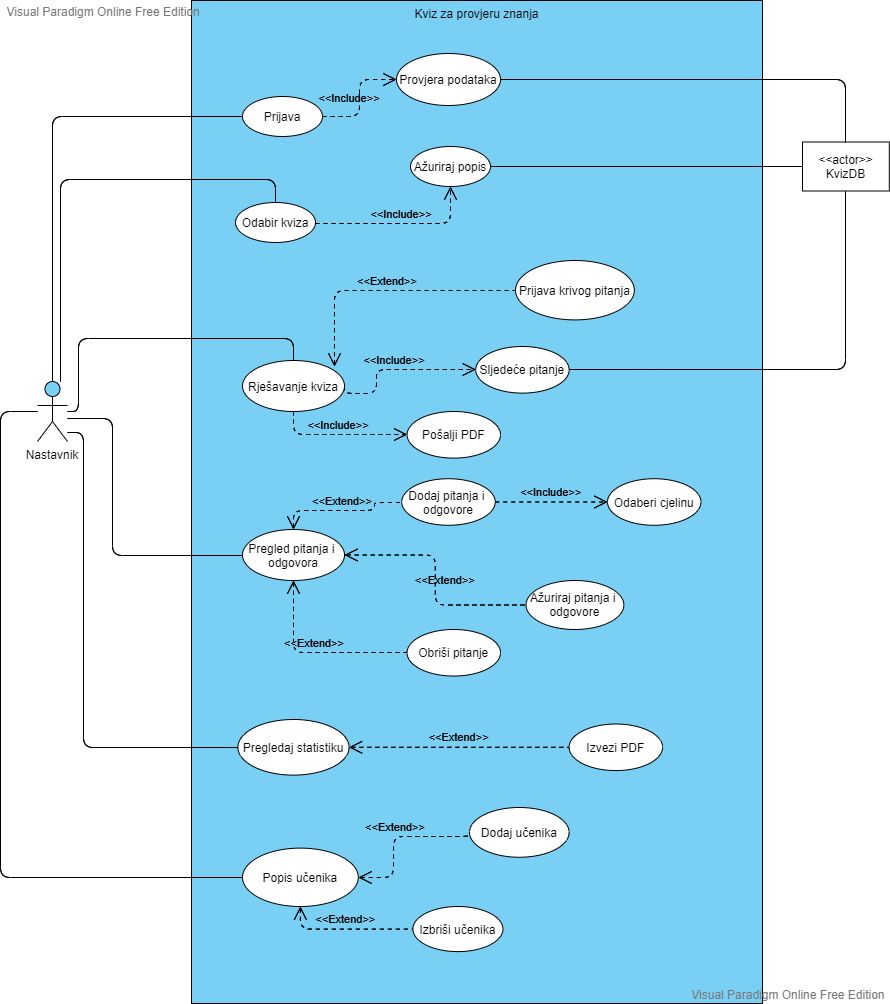 Visual Paradigm Online Free Edition
Kviz za provjeru znanja
Provjera podataka
<<Include>>
Prijava
<<actor>>
KvizDB
Ažuriraj popis
<<Include>>
Odabir kviza
<<Extend>>
Prijava krivog pitanja
<<Include>>
Sljedeće pitanje
Rješavanje kviza
<<Include>>
Pošalji PDF
Nastavnik
<<Extend>>
Dodaj pitanja i
odgovore
<<Include>>
Odaberi cjelinu
Pregled pitanja i
odgovora
<<Extend>>
Ažuriraj pitanja i
odgovore
<<Extend>>
Obriši pitanje
<<Extend>>
Pregledaj statistiku
Izvezi PDF
<<Extend>>
Dodaj učenika
Popis učenika
<<Extend>>
Izbriši učenika
Visual Paradigm Online Free Edition